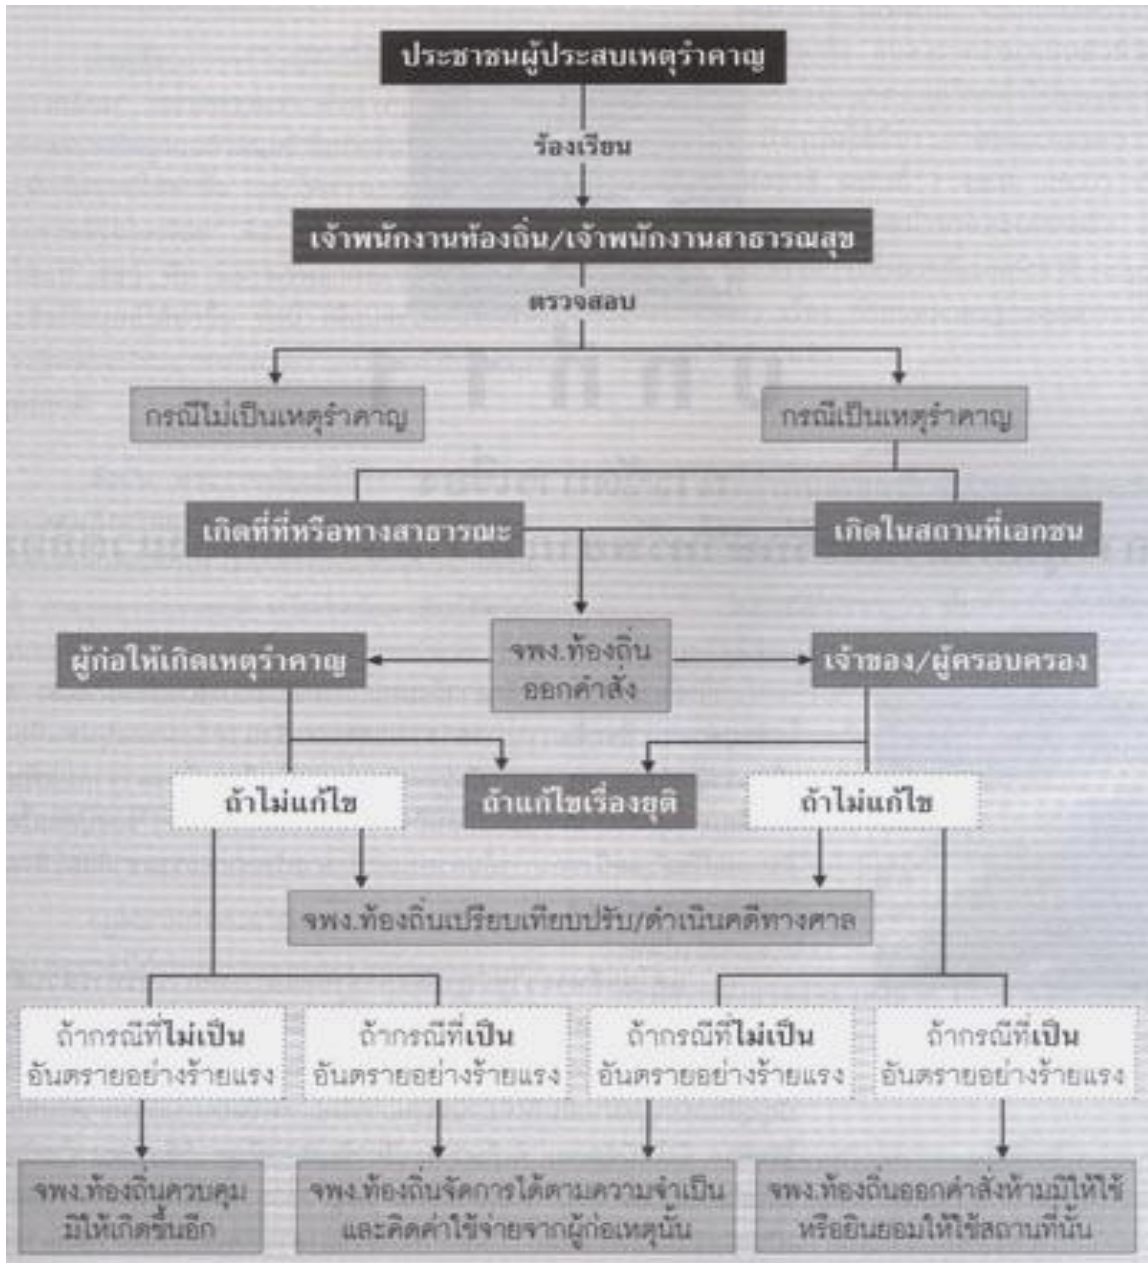 ประชาชนผู้ประสบเหตุรำคาญ
ร้องเรียน
เจ้าพนักงานท้องถิ่น/เจ้าพนักงานสาธารณสุข
ตรวจสอบ
กรณีไม่เป็นเหตุรำคาญ
กรณีเป็นเหตุรำคาญ
เกิดที่ที่หรือทางสาธารณะ
เกิดในสถานที่เอกชน
ผู้ก่อให้เกิดเหตุรำคาญ
จพง.ท้องถิ่น
ออกคำสั่ง
เจ้าของ/ผู้ครอบครอง
ถ้าไม่แก้ไข
ถ้าแก้ไขเรื่องยุติ
ถ้าไม่แก้ไข
จพง.ท้องถิ่นเปรียบเทียบปรับ/ดำเนินคดีทางศาล
ถ้ากรณีที่ไม่เป็น
อันตรายอย่างร้ายแรง
ถ้ากรณีที่เป็น
อันตรายอย่างร้ายแรง
ถ้ากรณีที่ไม่เป็น
อันตรายอย่างร้ายแรง
ถ้ากรณีที่เป็น
อันตรายอย่างร้ายแรง
จพง.ท้องถิ่นควบคุม
มิให้เกิดขึ้นอีก
จพง.ท้องถิ่นจัดการได้ตามความจำเป็น
และคิดค่าใช้จ่ายจากผู้ก่อเหตุนั้น
จพง.ท้องถิ่นออกคำสั่งห้ามมิให้ใช้
หรือยินยอมให้ใช้สถานที่นั้น